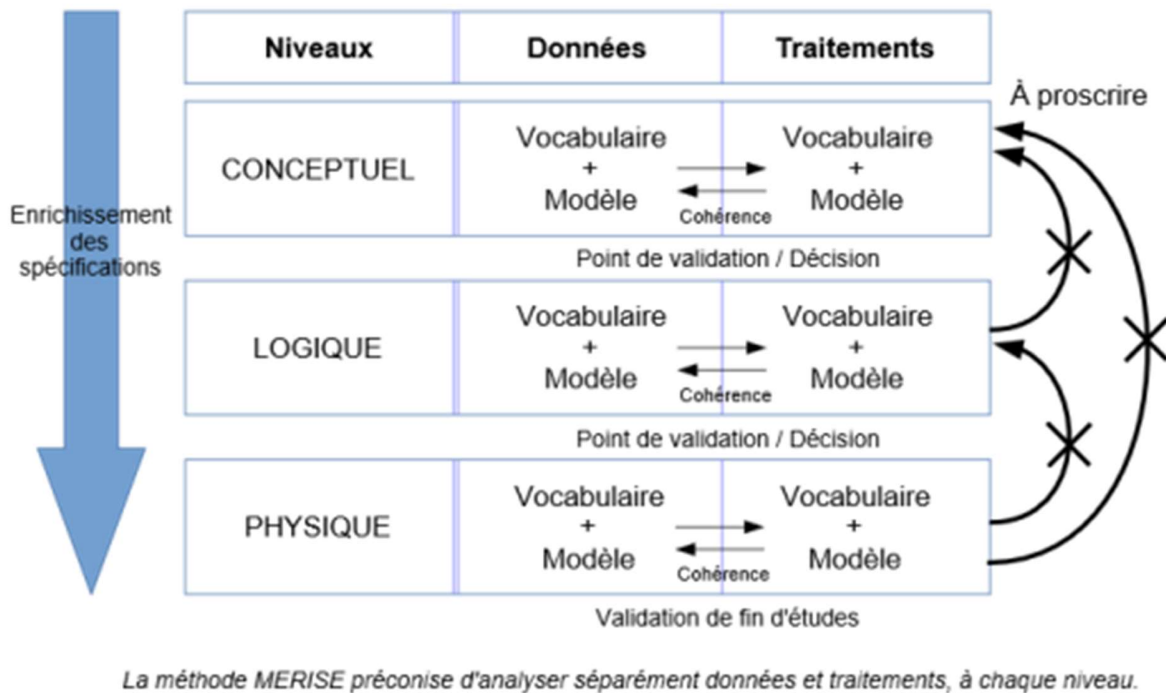 Niveaux Données Traitements
À proscrire
Enrichissement
des
spécifications
CONCEPTUEL
Vocabulaire
+
Modèle
Cohérence
Vocabulaire
+
Modèle
Point de validation / Décision
LOGIQUE
Vocabulaire
+
Modèle
Cohérence
Vocabulaire
+
Modèle
Point de validation / Décision
PHYSIQUE
Vocabulaire
+
Modèle
Cohérence
Vocabulaire
+
Modèle
Validation de fin d'études
La méthode MERISE préconise d'analyser séparément données et traitements, à chaque niveau.